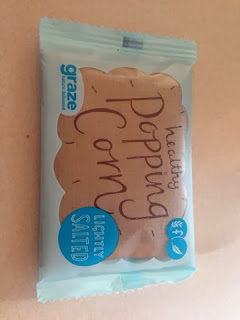 graze
healthy
Popping
Corn
LIGHTLY
SALTED